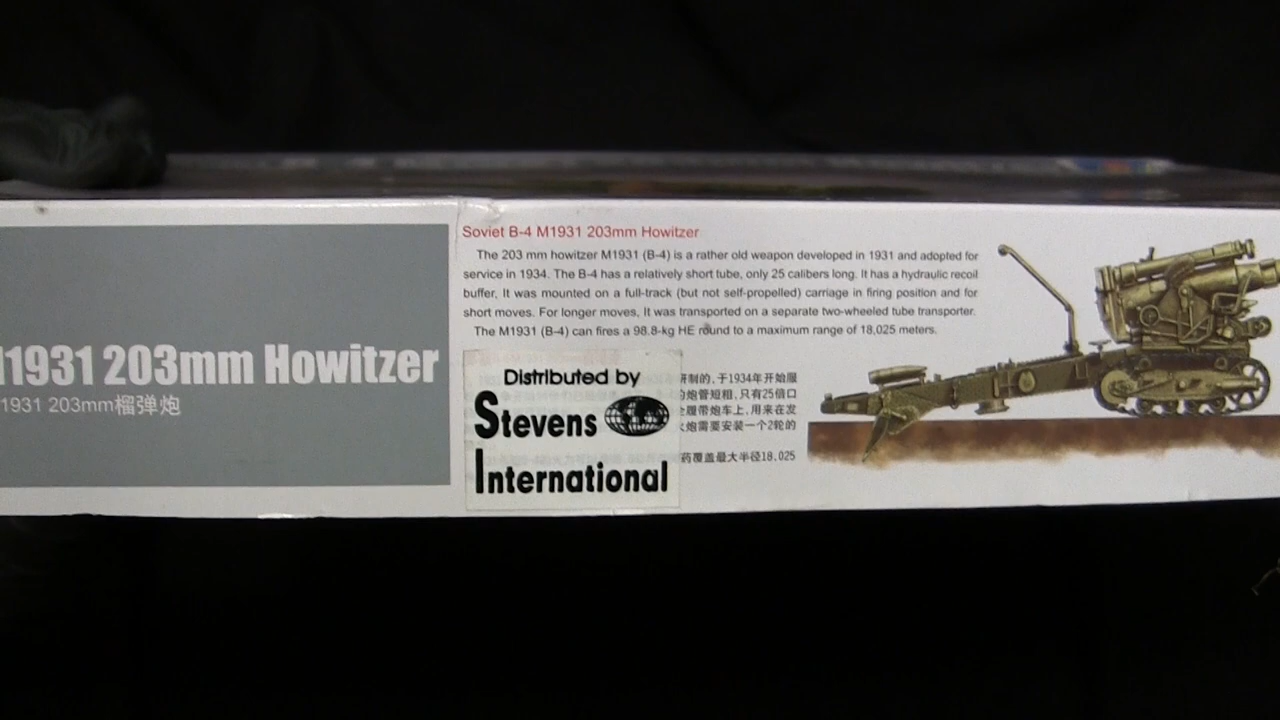 M1931 203mm Howitzer
1931 203mm榴弹炮
Soviet B-4 M1931 203mm Howitzer
The 203 mm howitzer M1931 (B-4) is a rather old weapon developed in 1931 and adopted for
service in 1934. The B-4 has a relatively short tube, only 25 calibers long. It has a hydraulic recoil
buffer, It was mounted on a full-track (but not self-propelled) carriage in firing position and for
short moves. For longer moves, It was transported on a separate two-wheeled tube transporter.
The M1931 (B-4) can fires a 98.8-kg HE round to a maximum range of 18,025 meters.
Distributed by
Stevens
International
研制的, 于1934年开始服
的炮管短粗, 只有25倍口
全履带炮车上, 用来在发
火炮需要安装一个2轮的
药覆盖最大半径18.025